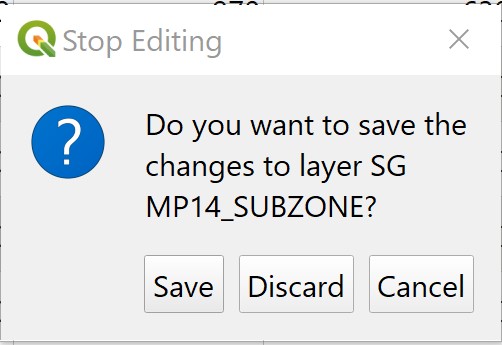 Stop Editing
Do you want to save the
changes to layer SG
MP14_SUBZONE?
Save Discard Cancel